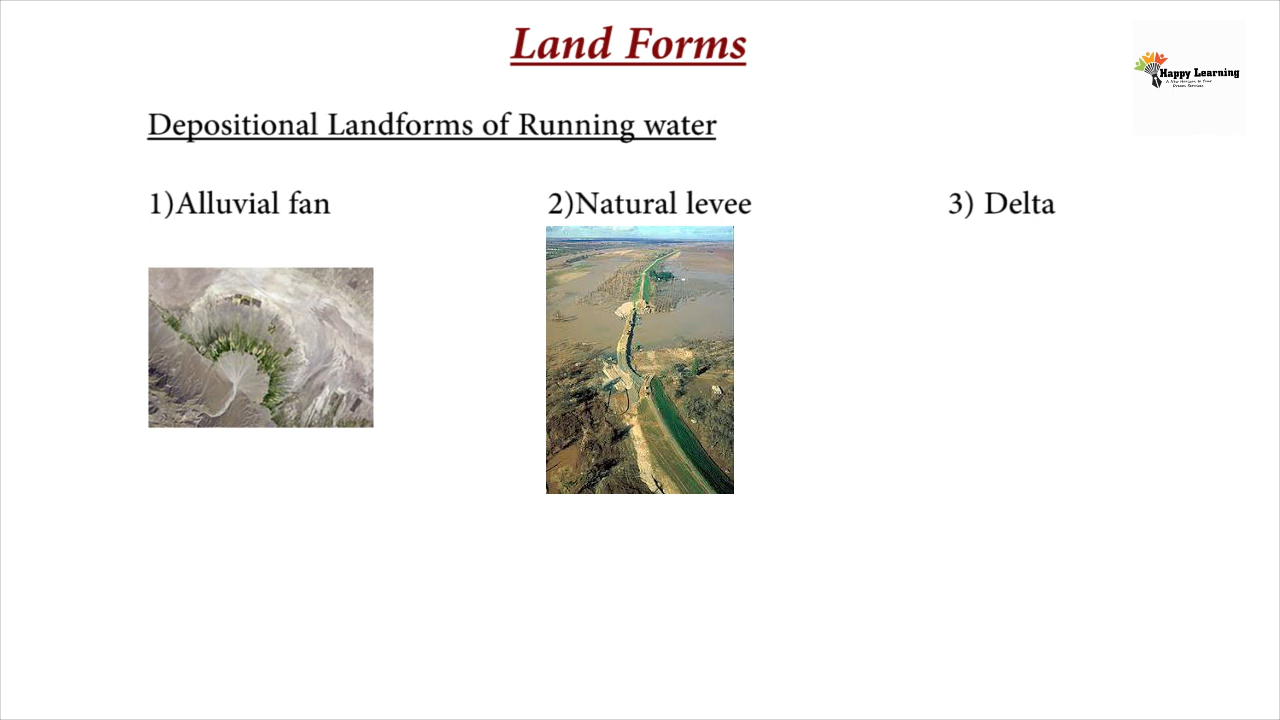 Land Forms
Happy Learning
Depositional Landforms of Running water
1)Alluvial fan
2)Natural levee
3) Delta